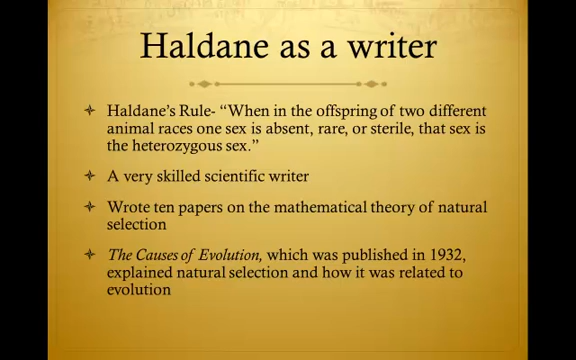 Haldane as a writer
Haldane's Rule- “When in the offspring of two different
animal races one sex is absent, rare, or sterile, that sex is
the heterozygous sex.”
A very skilled scientific writer
Wrote ten papers on the mathematical theory of natural
selection
The Causes of Evolution, which was published in 1932,
explained natural selection and how it was related to
evolution